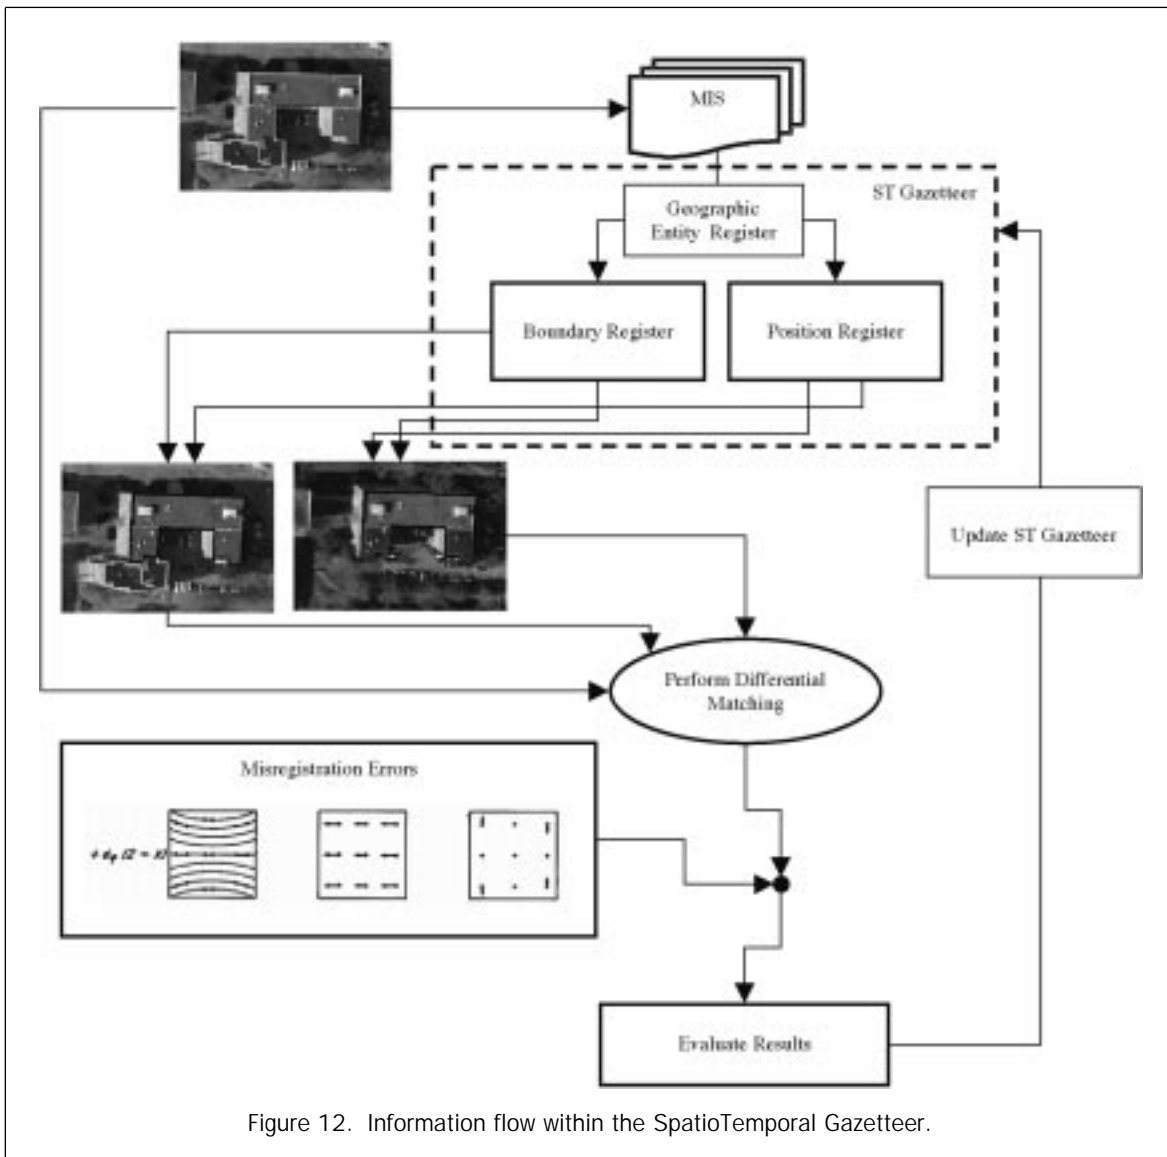 MIS
ST Gazetteer
Geographic
Entity Register
Boundary Register
Position Register
Update ST Gazetteer
Perform Differential
Matching
Misregistration Errors
Evaluate Results
Figure 12. Information flow within the SpatioTemporal Gazetteer.